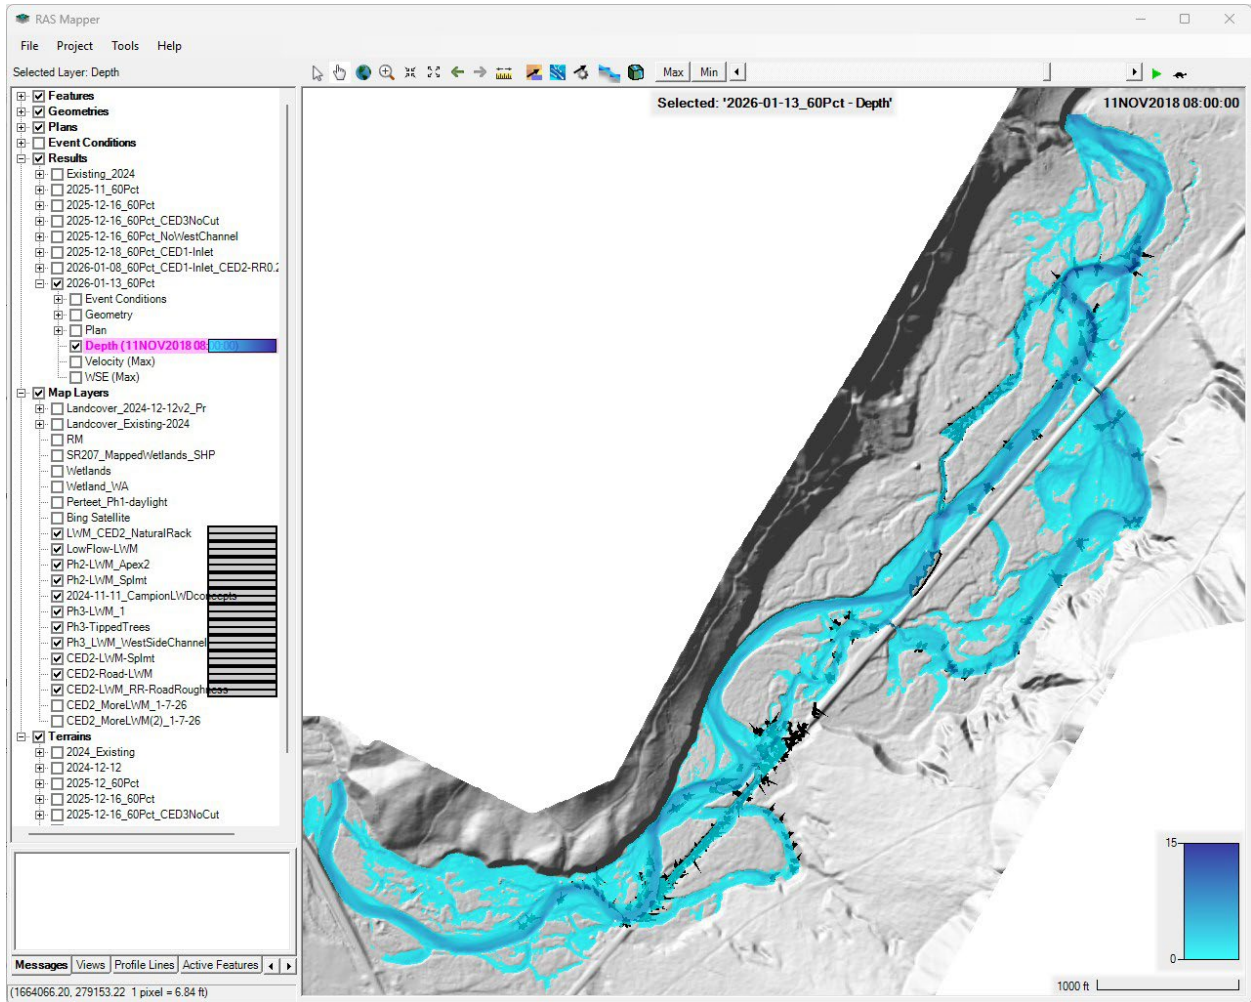 RAS Mapper
File Project Tools Help
Selected Layer: Depth
Max Min
Features
Geometries
Plans
Event Conditions
Results
Existing_2024
2025-11_60Pct
2025-12-16_60Pct
2025-12-16_60Pct_CED3NoCut
2025-12-16_60Pct_NoWestChannel
2025-12-18_60Pct_CED1-Inlet
2026-01-08_60Pct_CED1-Inlet_CED2-RR0.2
2026-01-13_60Pct
Event Conditions
Geometry
Plan
Depth (11NOV2018 08:00:00)
Velocity (Max)
WSE (Max)
Map Layers
Landcover_2024-12-12v2_Pr
Landcover_Existing-2024
RM
SR207_MappedWetlands_SHP
Wetlands
Wetland_WA
Perteet_Ph1-daylight
Bing Satellite
LWM_CED2_NaturalRack
LowFlow-LWM
Ph2-LWM_Apex2
Ph2-LWM_Splmt
2024-11-11_CampionLWDconcepts
Ph3-LWM_1
Ph3-TippedTrees
Ph3_LWM_WestSideChannel
CED2-LWM-Splmt
CED2-Road-LWM
CED2-LWM_RR-RoadRoughness
CED2_MoreLWM_1-7-26
CED2_MoreLWM(2)_1-7-26
Terrains
2024_Existing
2024-12-12
2025-12_60Pct
2025-12-16_60Pct
2025-12-16_60Pct_CED3NoCut
Messages Views Profile Lines Active Features
(1664066.20, 279153.22 1 pixel = 6.84 ft)
Selected: '2026-01-13_60Pct - Depth'
11NOV2018 08:00:00
15
0
1000 ft